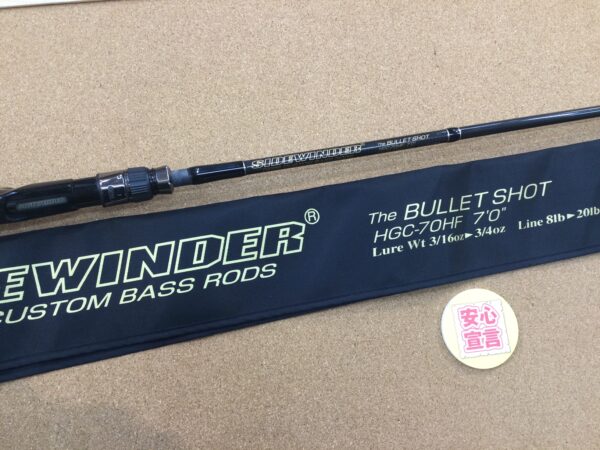 SIDEWINDER The BULLET SHOT
EWINDER®
CUSTOM BASS RODS
The BULLET SHOT
HGC-70HF 7'0"
Lure Wt 3/16oz►3/4oz Line 8lb►20lb
安心
宣言